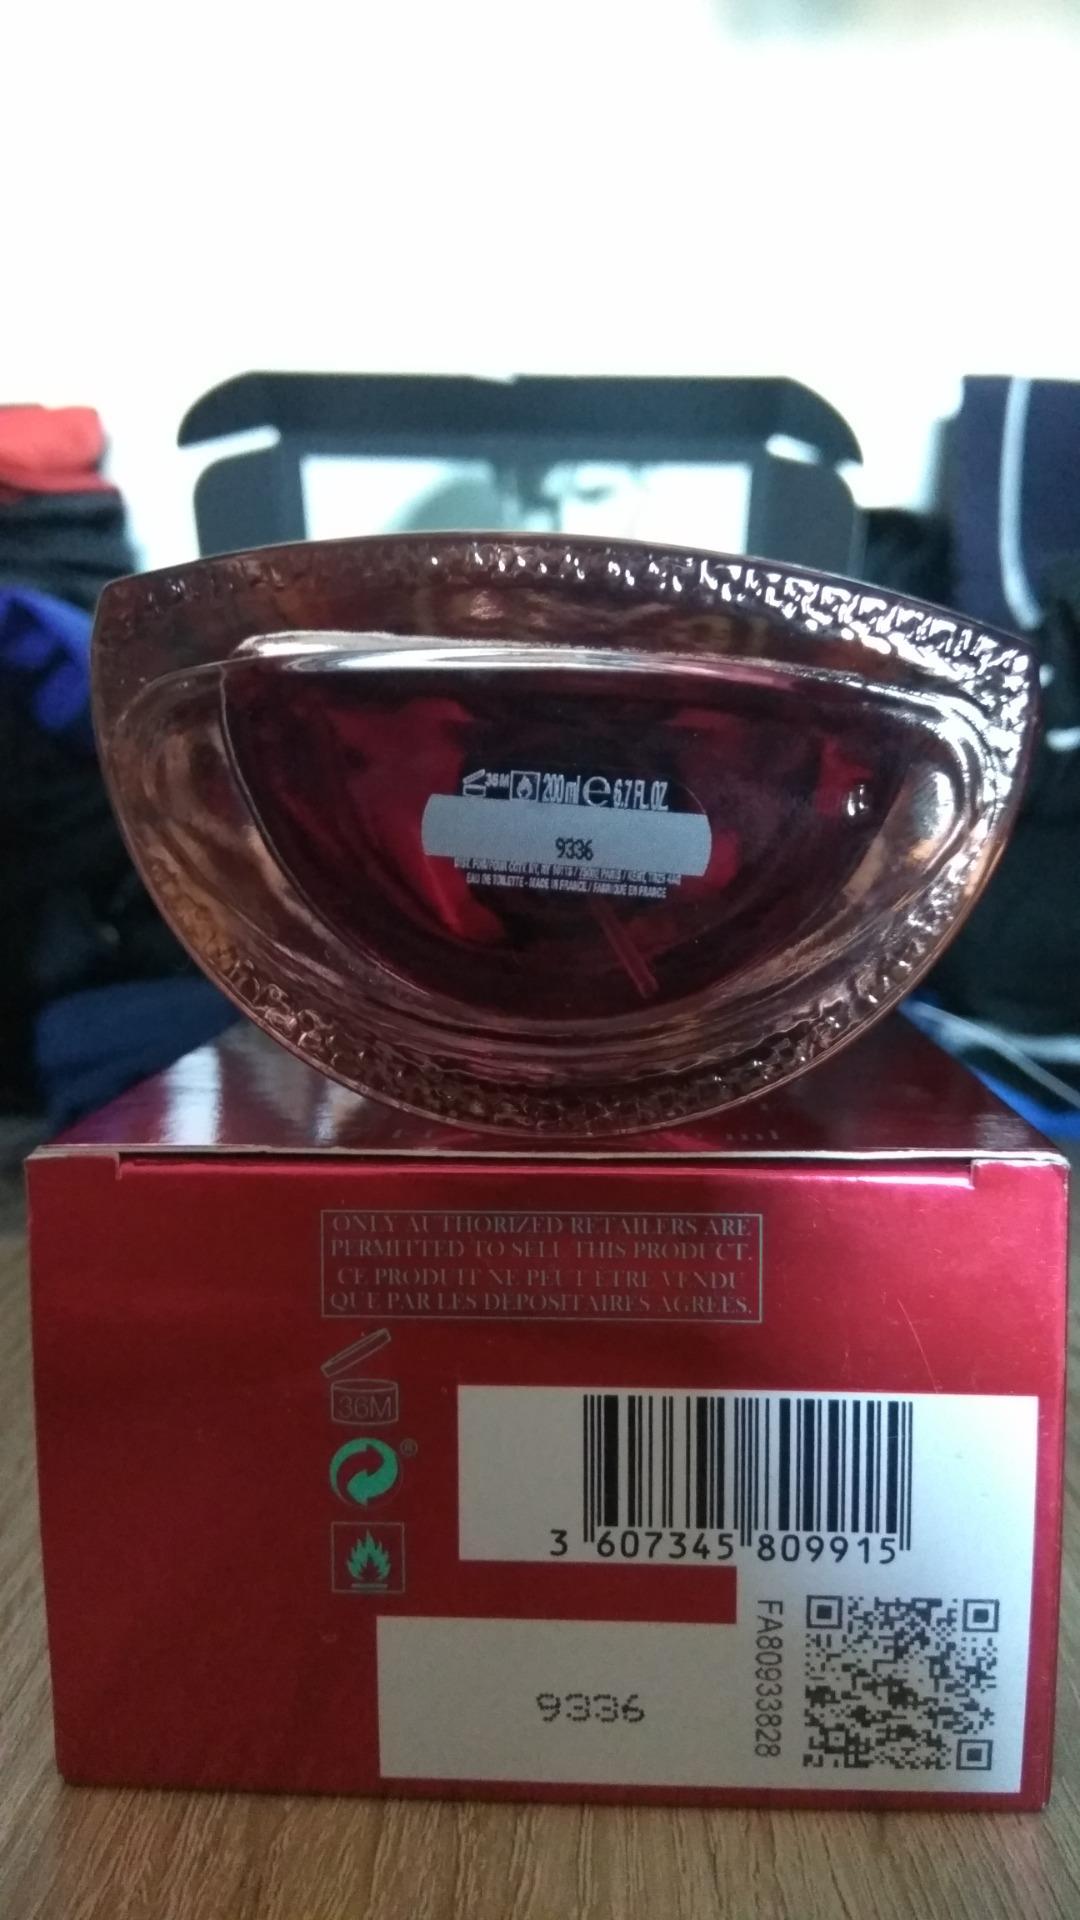 36M 200 ml e 6.7 FL. OZ
9336
EAU DE TOILETTE - MADE IN FRANCE / FABRIQUÉ EN FRANCE
ONLY AUTHORIZED RETAILERS ARE
PERMITTED TO SELL THIS PRODUCT.
CE PRODUIT NE PEUT ETRE VENDU
QUE PAR LES DEPOSITAIRES AGREES.
36M
®
3 607345 809915
FA80933828
9336